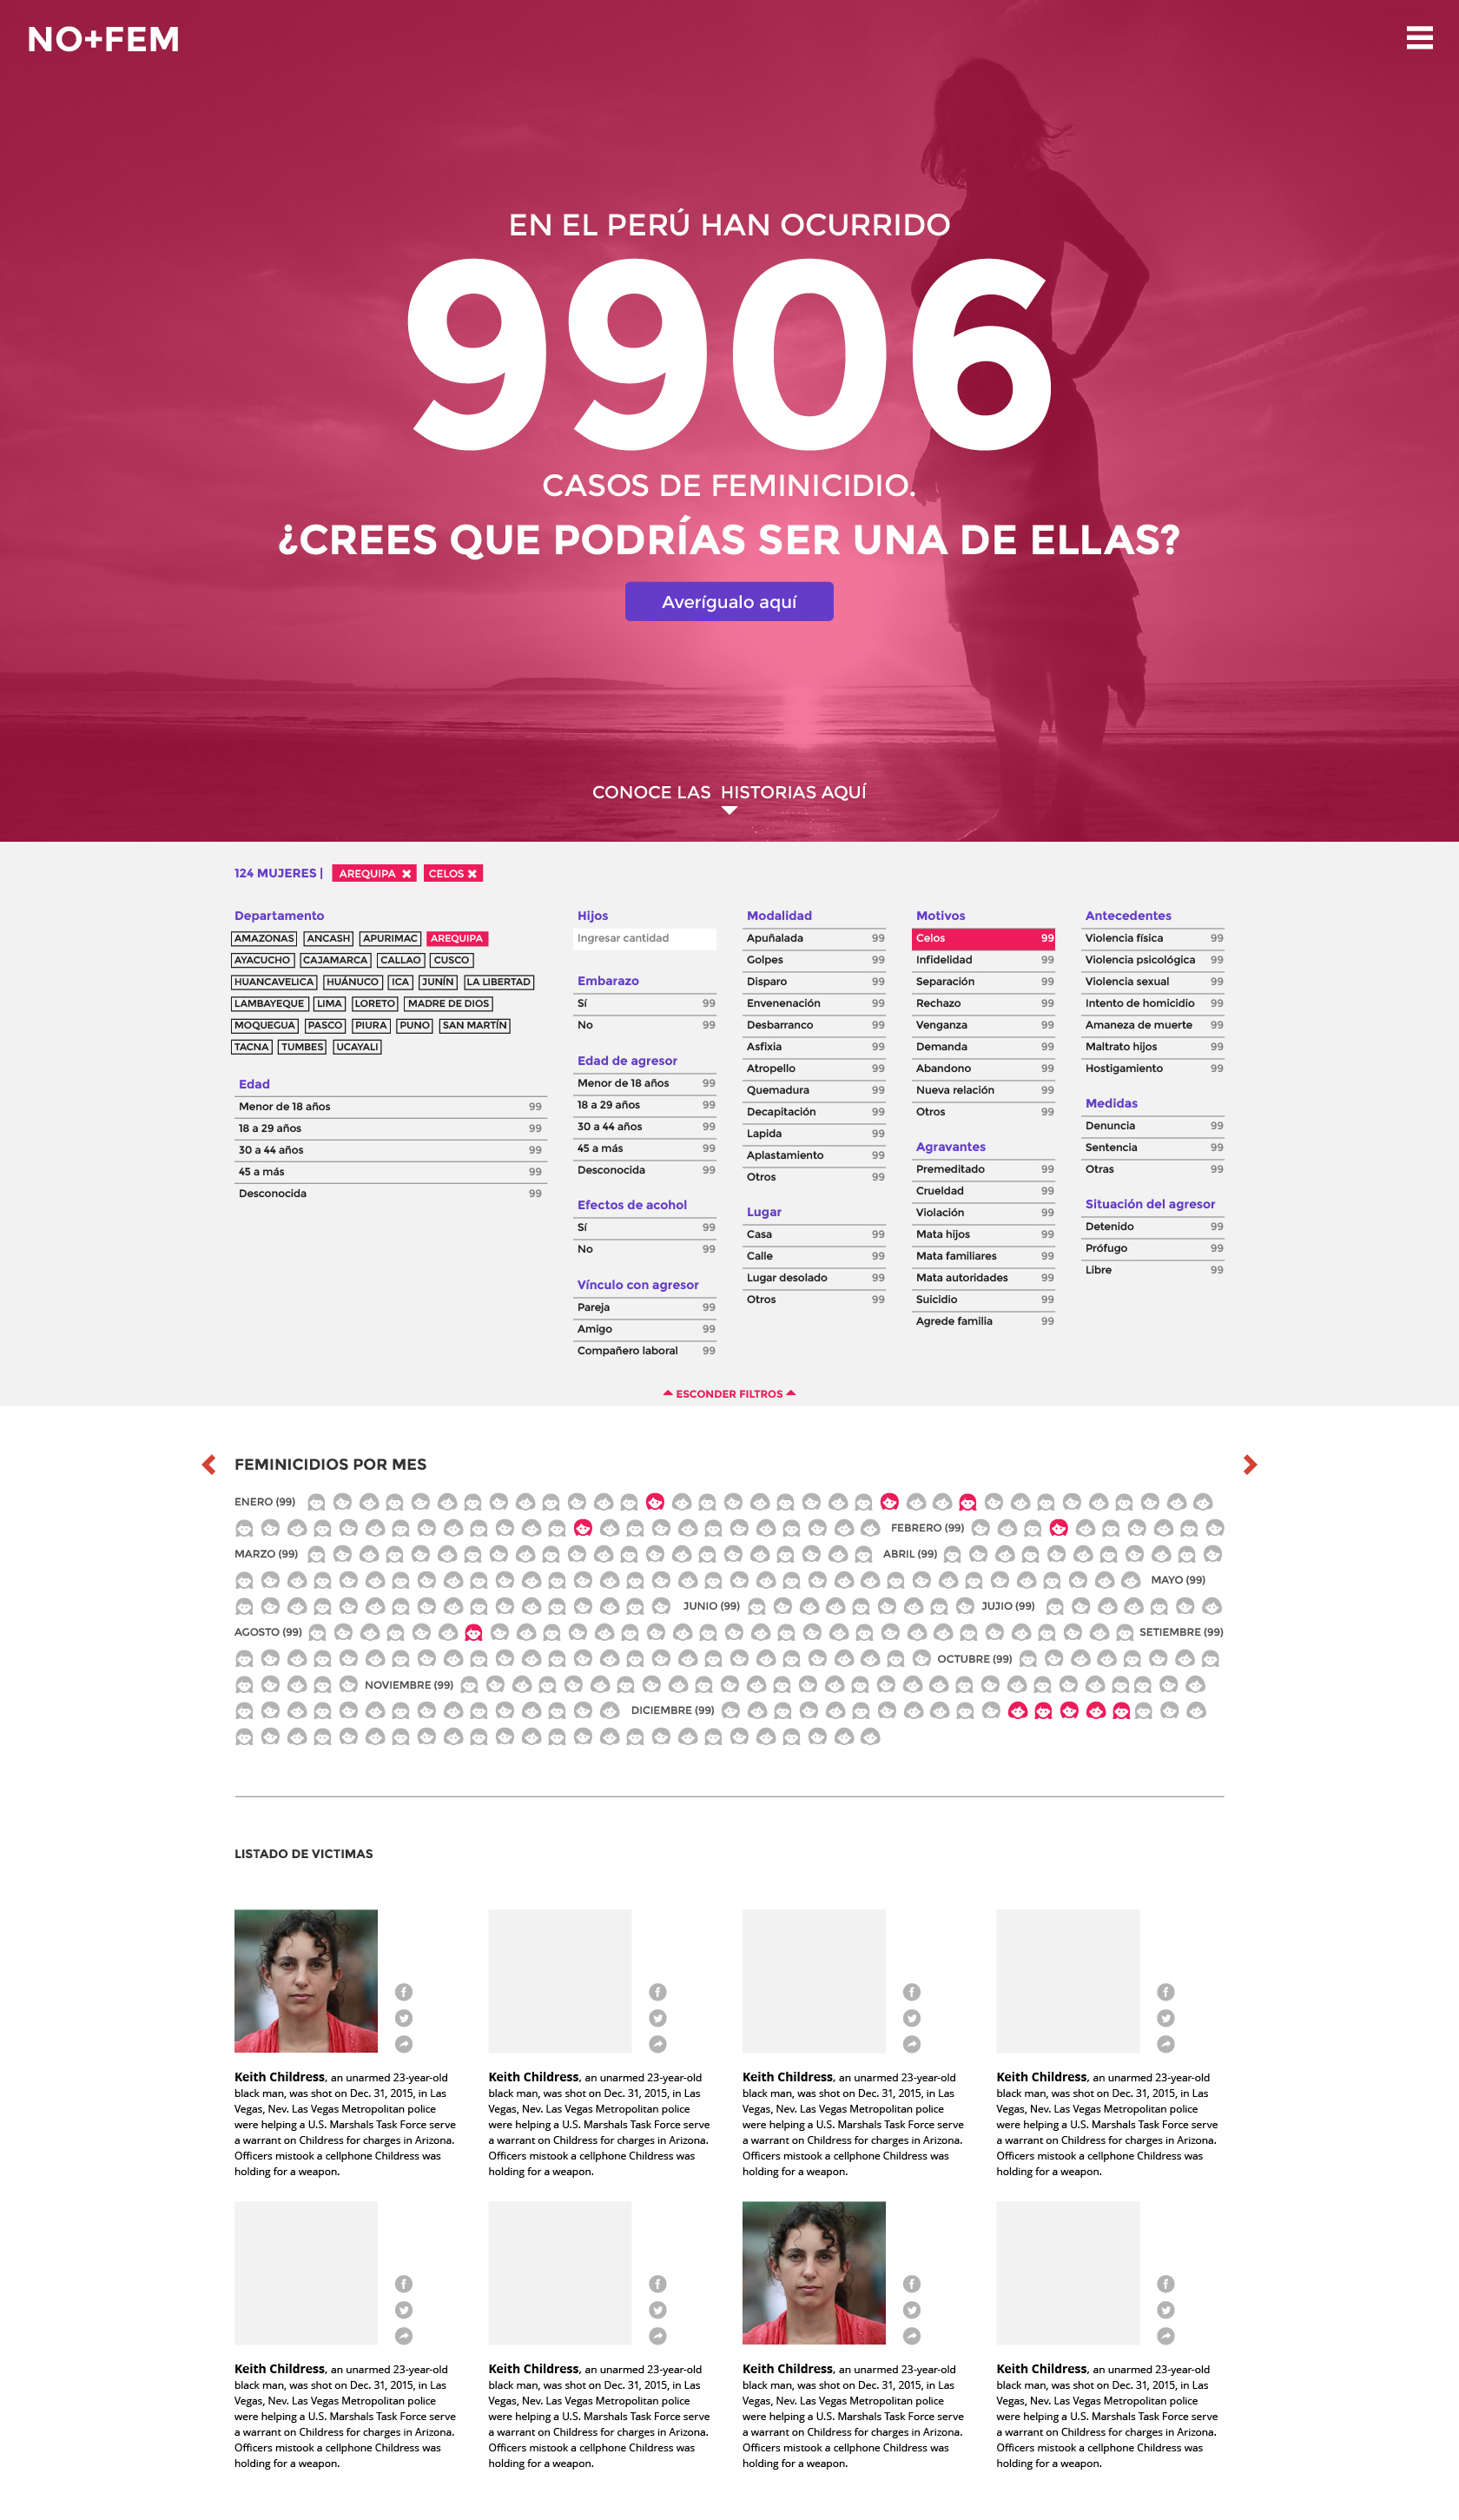 NO+FEM
EN EL PERÚ HAN OCURRIDO
9906
CASOS DE FEMINICIDIO.
¿CREES QUE PODRÍAS SER UNA DE ELLAS?
Averígualo aquí
CONOCE LAS HISTORIAS AQUÍ
124 MUJERES | AREQUIPA ✖ CELOS ✖
Departamento
AMAZONAS ANCASH APURIMAC AREQUIPA
AYACUCHO CAJAMARCA CALLAO CUSCO
HUANCAVELICA HUÁNUCO ICA JUNÍN LA LIBERTAD
LAMBAYEQUE LIMA LORETO MADRE DE DIOS
MOQUEGUA PASCO PIURA PUNO SAN MARTÍN
TACNA TUMBES UCAYALI
Edad
Menor de 18 años 99
18 a 29 años 99
30 a 44 años 99
45 a más 99
Desconocida 99
Hijos
Ingresar cantidad
Embarazo
Sí 99
No 99
Edad de agresor
Menor de 18 años 99
18 a 29 años 99
30 a 44 años 99
45 a más 99
Desconocida 99
Efectos de acohol
Sí 99
No 99
Vínculo con agresor
Pareja 99
Amigo 99
Compañero laboral 99
Modalidad
Apuñalada 99
Golpes 99
Disparo 99
Envenenación 99
Desbarranco 99
Asfixia 99
Atropello 99
Quemadura 99
Decapitación 99
Lapida 99
Aplastamiento 99
Otros 99
Lugar
Casa 99
Calle 99
Lugar desolado 99
Otros 99
Motivos
Celos 99
Infidelidad 99
Separación 99
Rechazo 99
Venganza 99
Demanda 99
Abandono 99
Nueva relación 99
Otros 99
Agravantes
Premeditado 99
Crueldad 99
Violación 99
Mata hijos 99
Mata familiares 99
Mata autoridades 99
Suicidio 99
Agrede familia 99
Antecedentes
Violencia física 99
Violencia psicológica 99
Violencia sexual 99
Intento de homicidio 99
Amaneza de muerte 99
Maltrato hijos 99
Hostigamiento 99
Medidas
Denuncia 99
Sentencia 99
Otras 99
Situación del agresor
Detenido 99
Prófugo 99
Libre 99
ESCONDER FILTROS
FEMINICIDIOS POR MES
ENERO (99)
FEBRERO (99)
MARZO (99)
ABRIL (99)
MAYO (99)
JUNIO (99)
JUJIO (99)
AGOSTO (99)
SETIEMBRE (99)
OCTUBRE (99)
NOVIEMBRE (99)
DICIEMBRE (99)
LISTADO DE VICTIMAS
Keith Childress, an unarmed 23-year-old
black man, was shot on Dec. 31, 2015, in Las
Vegas, Nev. Las Vegas Metropolitan police
were helping a U.S. Marshals Task Force serve
a warrant on Childress for charges in Arizona.
Officers mistook a cellphone Childress was
holding for a weapon.
Keith Childress, an unarmed 23-year-old
black man, was shot on Dec. 31, 2015, in Las
Vegas, Nev. Las Vegas Metropolitan police
were helping a U.S. Marshals Task Force serve
a warrant on Childress for charges in Arizona.
Officers mistook a cellphone Childress was
holding for a weapon.
Keith Childress, an unarmed 23-year-old
black man, was shot on Dec. 31, 2015, in Las
Vegas, Nev. Las Vegas Metropolitan police
were helping a U.S. Marshals Task Force serve
a warrant on Childress for charges in Arizona.
Officers mistook a cellphone Childress was
holding for a weapon.
Keith Childress, an unarmed 23-year-old
black man, was shot on Dec. 31, 2015, in Las
Vegas, Nev. Las Vegas Metropolitan police
were helping a U.S. Marshals Task Force serve
a warrant on Childress for charges in Arizona.
Officers mistook a cellphone Childress was
holding for a weapon.
Keith Childress, an unarmed 23-year-old
black man, was shot on Dec. 31, 2015, in Las
Vegas, Nev. Las Vegas Metropolitan police
were helping a U.S. Marshals Task Force serve
a warrant on Childress for charges in Arizona.
Officers mistook a cellphone Childress was
holding for a weapon.
Keith Childress, an unarmed 23-year-old
black man, was shot on Dec. 31, 2015, in Las
Vegas, Nev. Las Vegas Metropolitan police
were helping a U.S. Marshals Task Force serve
a warrant on Childress for charges in Arizona.
Officers mistook a cellphone Childress was
holding for a weapon.
Keith Childress, an unarmed 23-year-old
black man, was shot on Dec. 31, 2015, in Las
Vegas, Nev. Las Vegas Metropolitan police
were helping a U.S. Marshals Task Force serve
a warrant on Childress for charges in Arizona.
Officers mistook a cellphone Childress was
holding for a weapon.
Keith Childress, an unarmed 23-year-old
black man, was shot on Dec. 31, 2015, in Las
Vegas, Nev. Las Vegas Metropolitan police
were helping a U.S. Marshals Task Force serve
a warrant on Childress for charges in Arizona.
Officers mistook a cellphone Childress was
holding for a weapon.